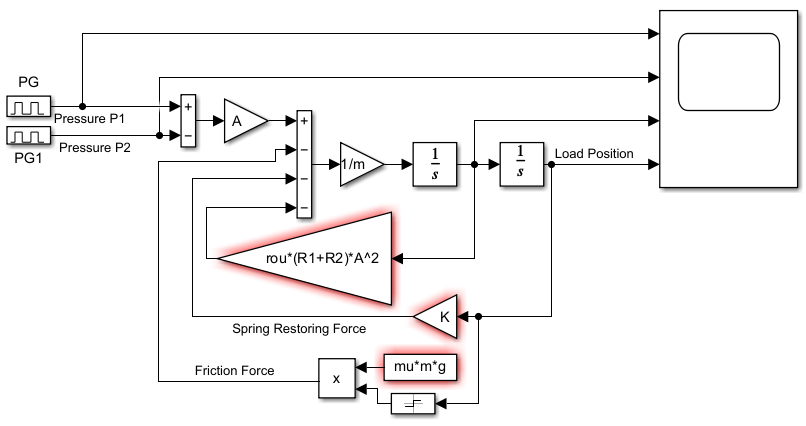 PG
Pressure P1
PG1
Pressure P2
+
−
A
+
−
−
−
1/m
1
s
1
s
Load Position
rou*(R1+R2)*A^2
K
Spring Restoring Force
Friction Force
x
mu*m*g